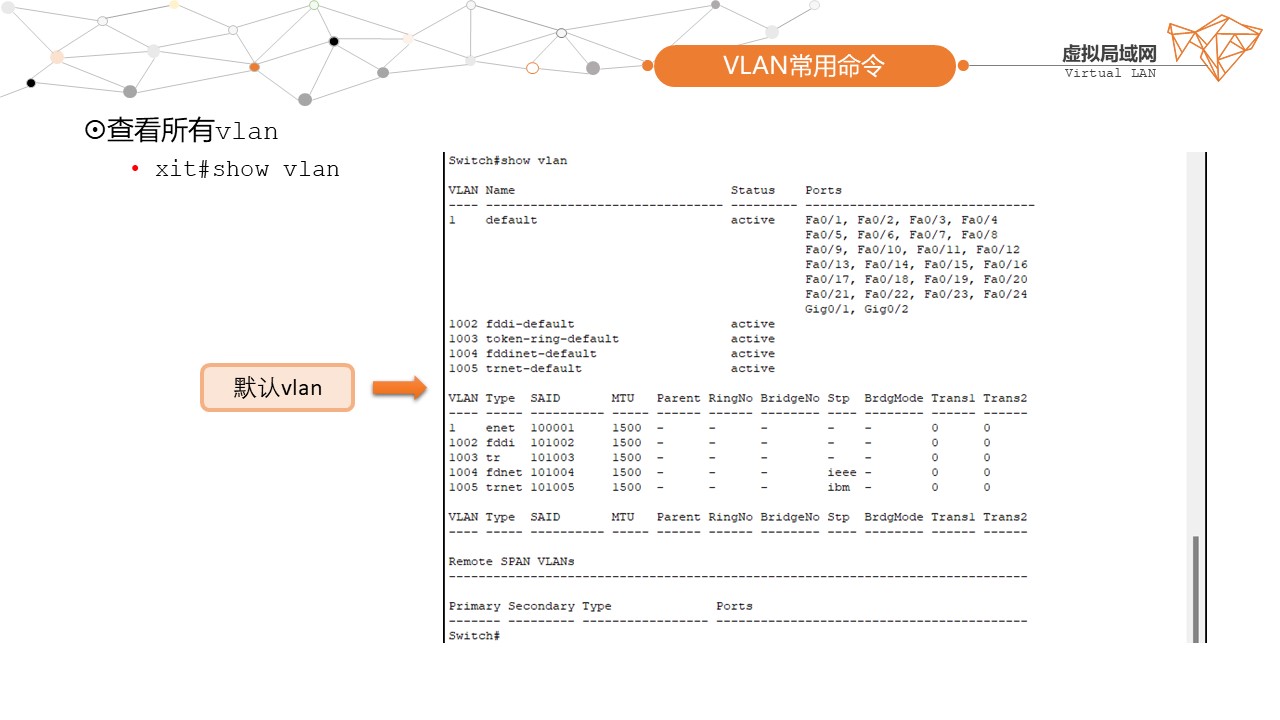 VLAN常用命令
虚拟局域网
Virtual LAN
⊙查看所有vlan
• xit#show vlan
默认vlan
Switch#show vlan
VLAN Name                             Status    Ports
---- -------------------------------- --------- -------------------------------
1    default                          active    Fa0/1, Fa0/2, Fa0/3, Fa0/4
                                                Fa0/5, Fa0/6, Fa0/7, Fa0/8
                                                Fa0/9, Fa0/10, Fa0/11, Fa0/12
                                                Fa0/13, Fa0/14, Fa0/15, Fa0/16
                                                Fa0/17, Fa0/18, Fa0/19, Fa0/20
                                                Fa0/21, Fa0/22, Fa0/23, Fa0/24
                                                Gig0/1, Gig0/2
1002 fddi-default                     active
1003 token-ring-default               active
1004 fddinet-default                  active
1005 trnet-default                    active
VLAN Type  SAID       MTU   Parent RingNo BridgeNo Stp  BrdgMode Trans1 Trans2
---- ----- ---------- ----- ------ ------ -------- ---- -------- ------ ------
1    enet  100001     1500  -      -      -        -    -        0      0
1002 fddi  101002     1500  -      -      -        -    -        0      0
1003 tr    101003     1500  -      -      -        -    -        0      0
1004 fdnet 101004     1500  -      -      -        ieee -        0      0
1005 trnet 101005     1500  -      -      -        ibm  -        0      0
VLAN Type  SAID       MTU   Parent RingNo BridgeNo Stp  BrdgMode Trans1 Trans2
---- ----- ---------- ----- ------ ------ -------- ---- -------- ------ ------
Remote SPAN VLANs
------------------------------------------------------------------------------
Primary Secondary Type              Ports
------- --------- ----------------- ------------------------------------------
Switch#